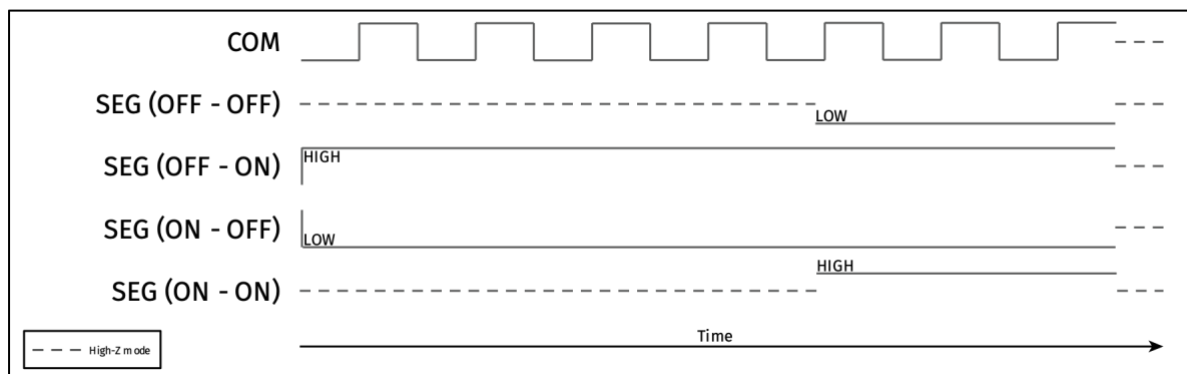 COM
SEG (OFF - OFF)
LOW
SEG (OFF - ON)
HIGH
SEG (ON - OFF)
LOW
SEG (ON - ON)
HIGH
Time
High-Z mode